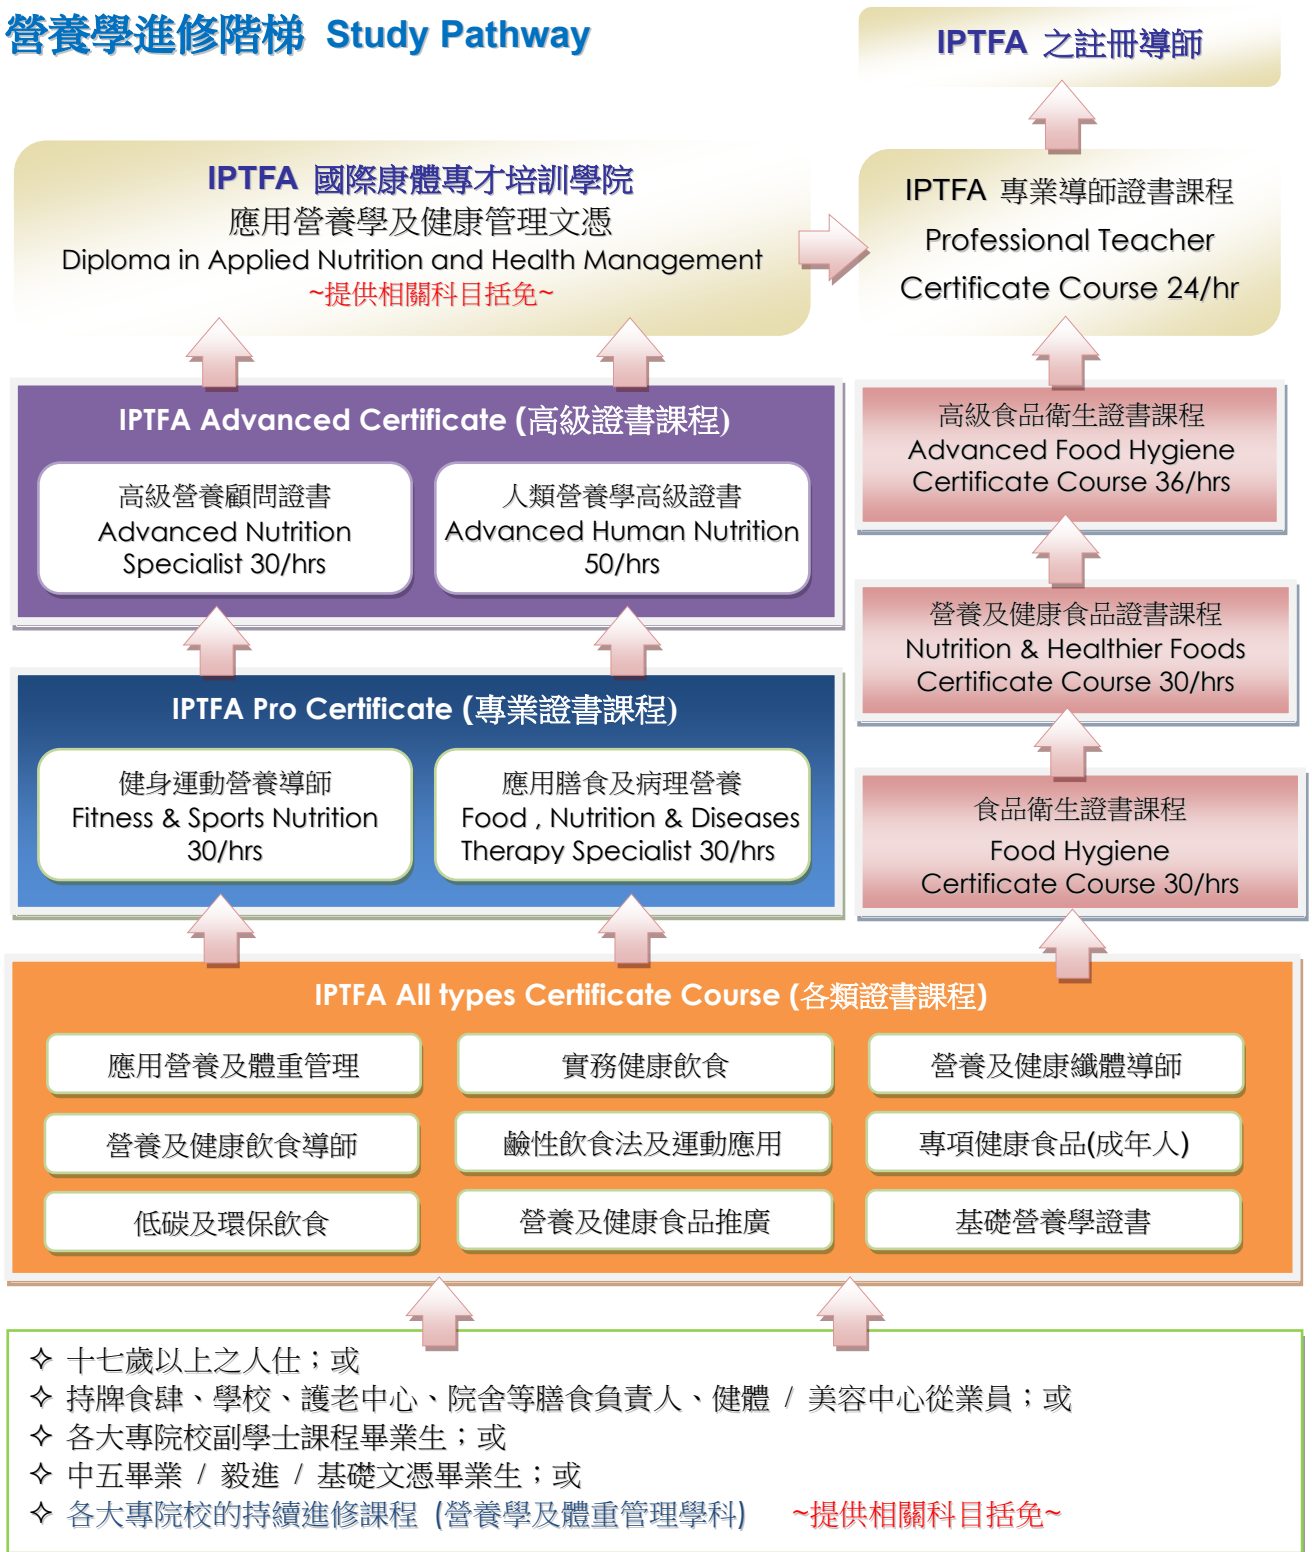 營養學進修階梯 Study Pathway
IPTFA 之註冊導師
IPTFA 國際康體專才培訓學院
應用營養學及健康管理文憑
Diploma in Applied Nutrition and Health Management
~提供相關科目括免~
IPTFA 專業導師證書課程
Professional Teacher
Certificate Course 24/hr
IPTFA Advanced Certificate (高級證書課程)
高級營養顧問證書
Advanced Nutrition
Specialist 30/hrs
人類營養學高級證書
Advanced Human Nutrition
50/hrs
高級食品衛生證書課程
Advanced Food Hygiene
Certificate Course 36/hrs
營養及健康食品證書課程
Nutrition & Healthier Foods
Certificate Course 30/hrs
IPTFA Pro Certificate (專業證書課程)
健身運動營養導師
Fitness & Sports Nutrition
30/hrs
應用膳食及病理營養
Food , Nutrition & Diseases
Therapy Specialist 30/hrs
食品衛生證書課程
Food Hygiene
Certificate Course 30/hrs
IPTFA All types Certificate Course (各類證書課程)
應用營養及體重管理
實務健康飲食
營養及健康纖體導師
營養及健康飲食導師
鹼性飲食法及運動應用
專項健康食品(成年人)
低碳及環保飲食
營養及健康食品推廣
基礎營養學證書
✧ 十七歲以上之人仕；或
✧ 持牌食肆、學校、護老中心、院舍等膳食負責人、健體 / 美容中心從業員；或
✧ 各大專院校副學士課程畢業生；或
✧ 中五畢業 / 毅進 / 基礎文憑畢業生；或
✧ 各大專院校的持續進修課程 (營養學及體重管理學科) ~提供相關科目括免~